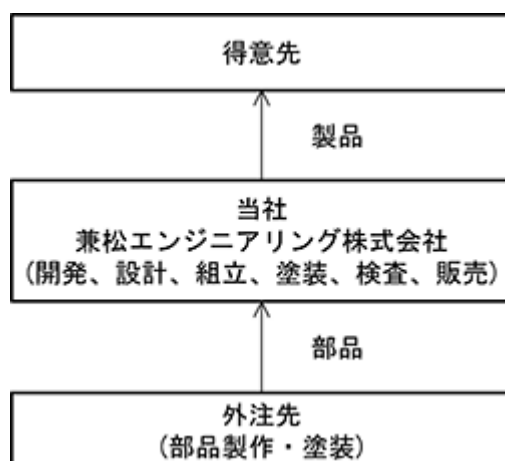 得意先
製品
当社
兼松エンジニアリング株式会社
(開発、設計、組立、塗装、検査、販売)
部品
外注先
(部品製作・塗装)